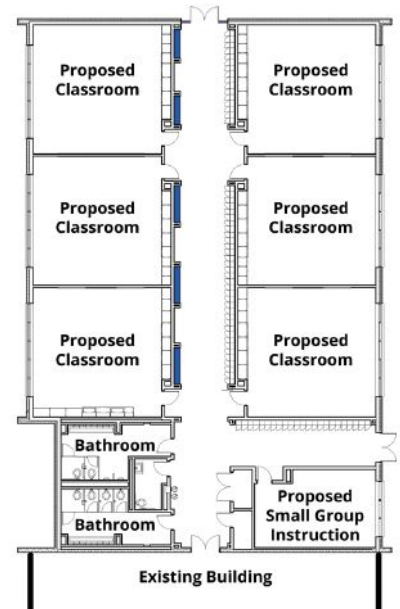 Proposed
Classroom
Proposed
Classroom
Proposed
Classroom
Proposed
Classroom
Proposed
Classroom
Proposed
Classroom
Bathroom
Bathroom
Proposed
Small Group
Instruction
Existing Building